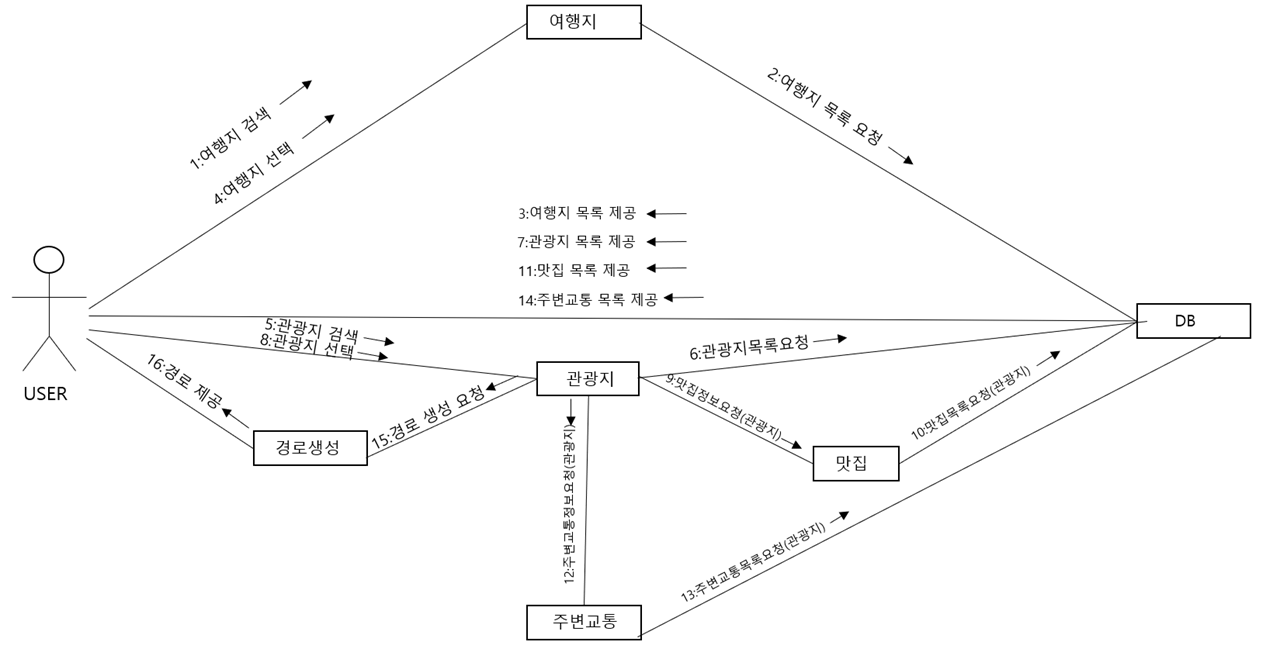 여행지
2:여행지 목록 요청
1:여행지 검색
4:여행지 선택
3:여행지 목록 제공
7:관광지 목록 제공
11:맛집 목록 제공
14:주변교통 목록 제공
DB
5:관광지 검색
8:관광지 선택
6:관광지목록요청
USER
16:경로 제공
관광지
9:맛집정보요청(관광지)
10:맛집목록요청(관광지)
15:경로 생성 요청
경로생성
맛집
12:주변교통정보요청(관광지)
13:주변교통목록요청(관광지)
주변교통